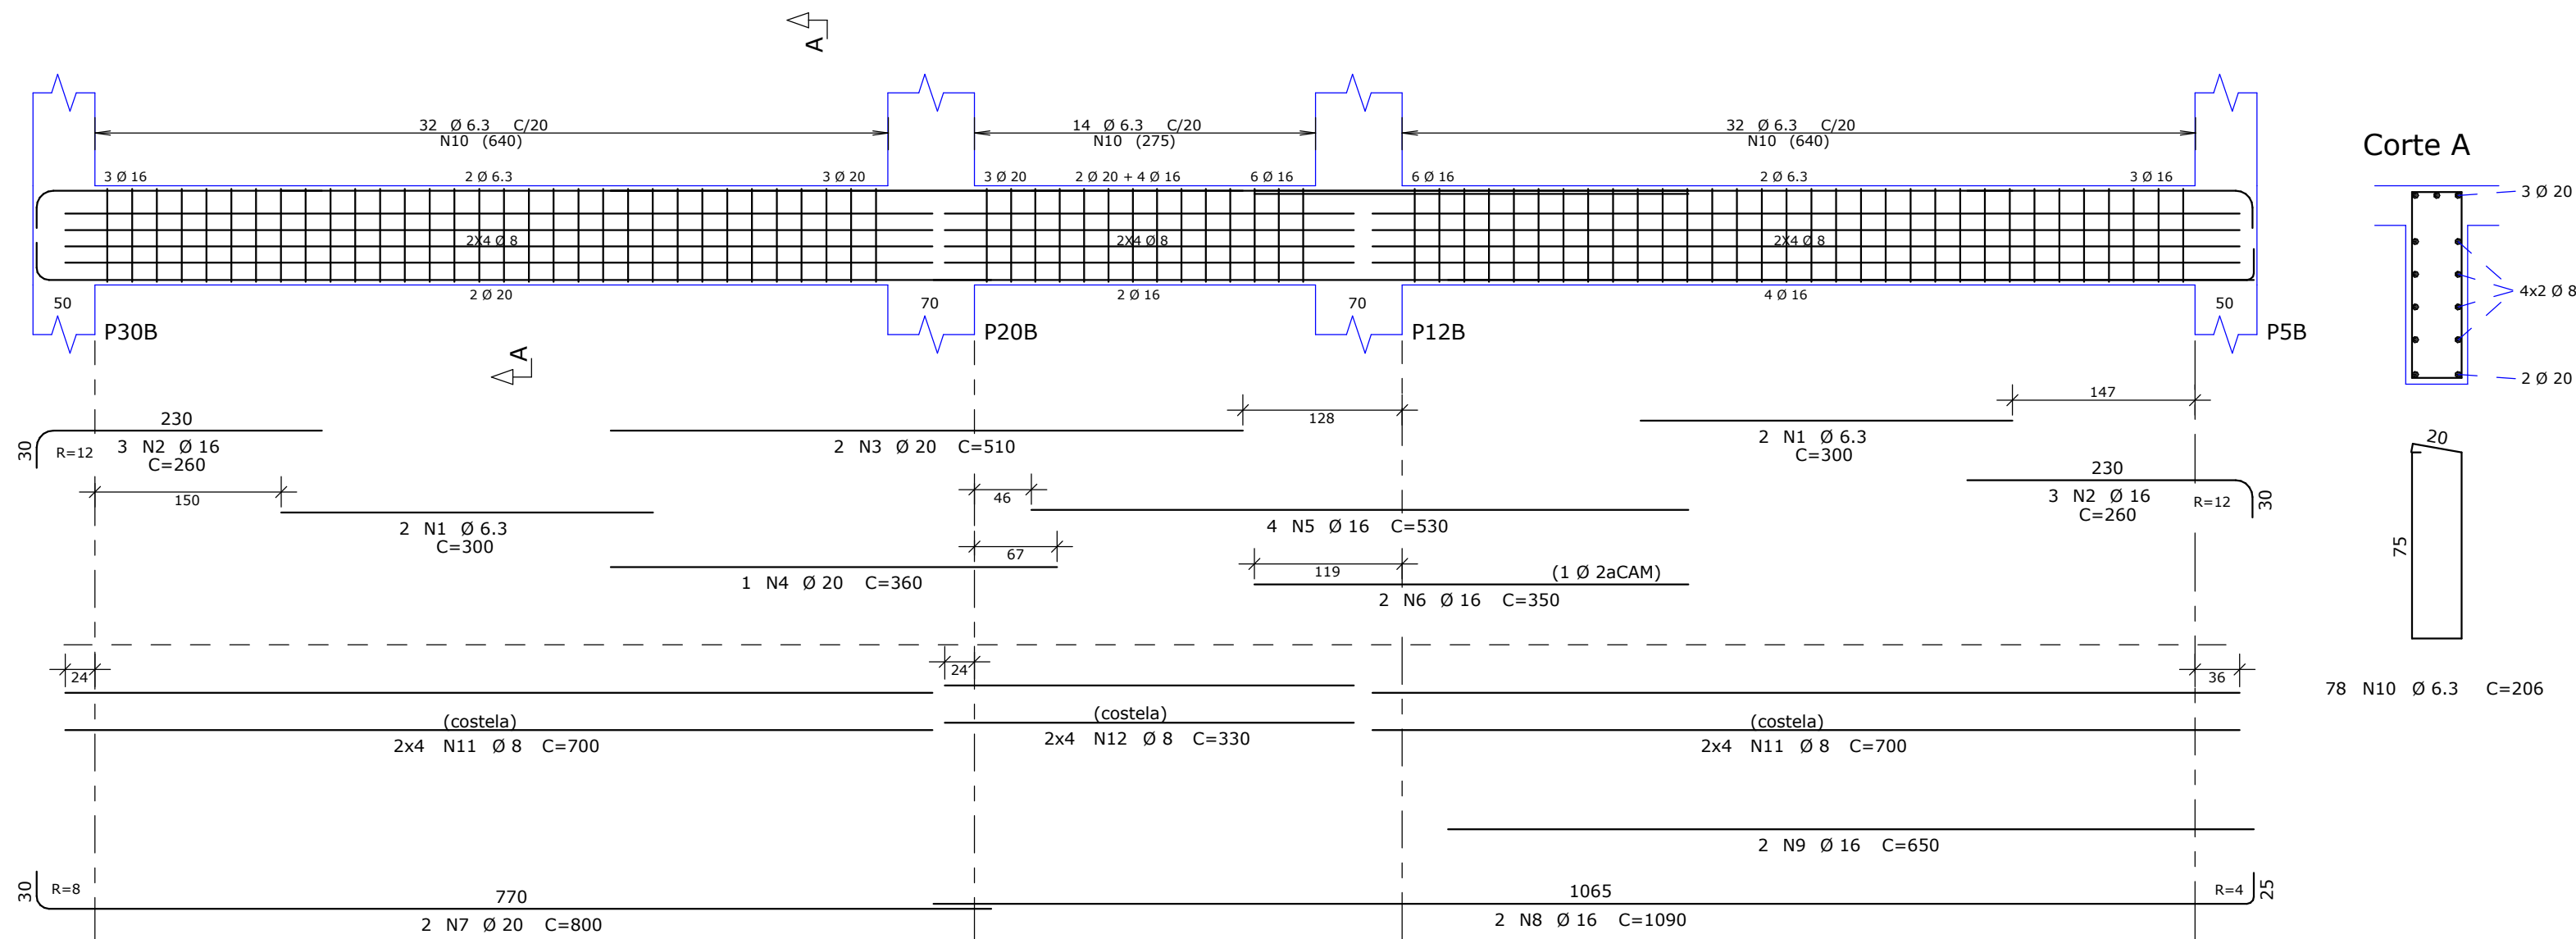 A
32 Ø 6.3 C/20
N10 (640)
14 Ø 6.3 C/20
N10 (275)
32 Ø 6.3 C/20
N10 (640)
Corte A
3 Ø 16
2 Ø 6.3
3 Ø 20
3 Ø 20
2 Ø 20 + 4 Ø 16
6 Ø 16
6 Ø 16
2 Ø 6.3
3 Ø 16
3 Ø 20
2X4 Ø 8
2X4 Ø 8
2X4 Ø 8
4x2 Ø 8
2 Ø 20
2 Ø 16
4 Ø 16
50
70
70
50
P30B
P20B
P12B
P5B
A
2 Ø 20
230
30
R=12
3 N2 Ø 16
C=260
2 N3 Ø 20 C=510
128
2 N1 Ø 6.3
C=300
147
20
150
2 N1 Ø 6.3
C=300
46
4 N5 Ø 16 C=530
230
3 N2 Ø 16
C=260
R=12
30
75
67
1 N4 Ø 20 C=360
119
(1 Ø 2aCAM)
2 N6 Ø 16 C=350
24
24
36
78 N10 Ø 6.3 C=206
(costela)
2x4 N11 Ø 8 C=700
(costela)
2x4 N12 Ø 8 C=330
(costela)
2x4 N11 Ø 8 C=700
2 N9 Ø 16 C=650
30
R=8
770
2 N7 Ø 20 C=800
1065
2 N8 Ø 16 C=1090
R=4
25